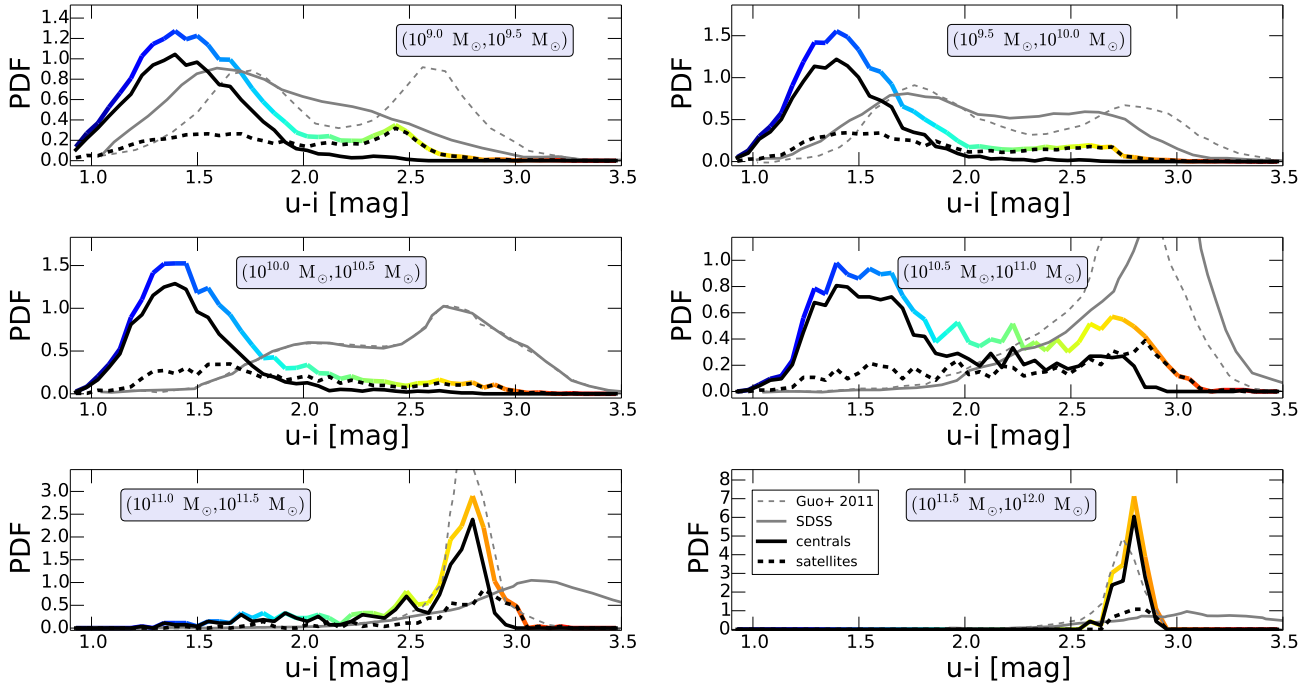 PDF
1.4
1.2
1.0
0.8
0.6
0.4
0.2
0.0
(10^9.0 M_⊙,10^9.5 M_⊙)
1.0 1.5 2.0 2.5 3.0 3.5
u-i [mag]
PDF
1.5
1.0
0.5
0.0
(10^9.5 M_⊙,10^10.0 M_⊙)
1.0 1.5 2.0 2.5 3.0 3.5
u-i [mag]
PDF
1.5
1.0
0.5
0.0
(10^10.0 M_⊙,10^10.5 M_⊙)
1.0 1.5 2.0 2.5 3.0 3.5
u-i [mag]
PDF
1.0
0.8
0.6
0.4
0.2
0.0
(10^10.5 M_⊙,10^11.0 M_⊙)
1.0 1.5 2.0 2.5 3.0 3.5
u-i [mag]
PDF
3.0
2.5
2.0
1.5
1.0
0.5
0.0
(10^11.0 M_⊙,10^11.5 M_⊙)
1.0 1.5 2.0 2.5 3.0 3.5
u-i [mag]
PDF
8
7
6
5
4
3
2
1
0
Guo+ 2011
SDSS
centrals
satellites
(10^11.5 M_⊙,10^12.0 M_⊙)
1.0 1.5 2.0 2.5 3.0 3.5
u-i [mag]